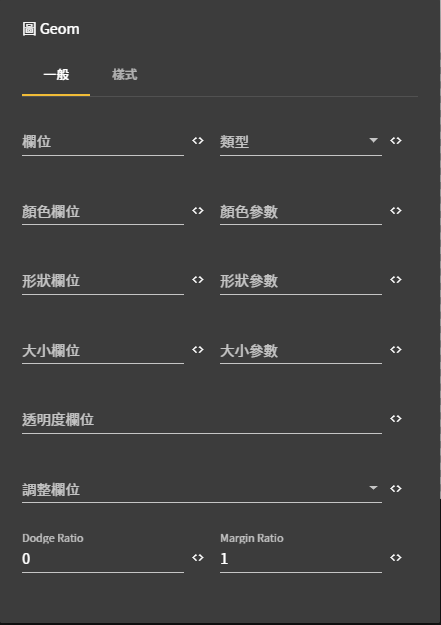 圖 Geom
一般 樣式
欄位 類型
顏色欄位 顏色參數
形狀欄位 形狀參數
大小欄位 大小參數
透明度欄位
調整欄位
Dodge Ratio Margin Ratio
0 1